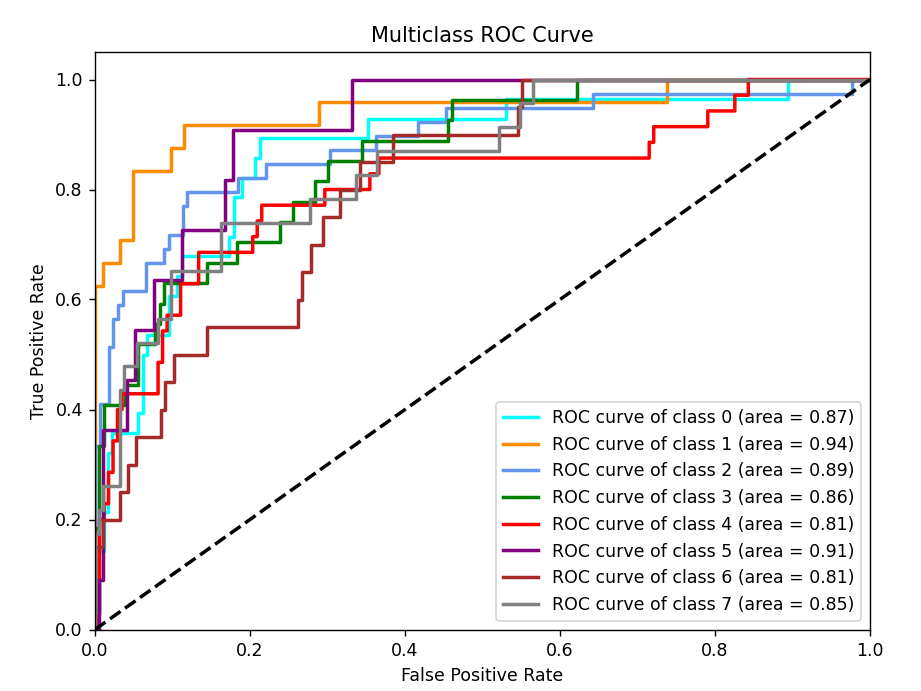 Multiclass ROC Curve
True Positive Rate
1.0
0.8
0.6
0.4
0.2
0.0
ROC curve of class 0 (area = 0.87)
ROC curve of class 1 (area = 0.94)
ROC curve of class 2 (area = 0.89)
ROC curve of class 3 (area = 0.86)
ROC curve of class 4 (area = 0.81)
ROC curve of class 5 (area = 0.91)
ROC curve of class 6 (area = 0.81)
ROC curve of class 7 (area = 0.85)
0.0 0.2 0.4 0.6 0.8 1.0
False Positive Rate